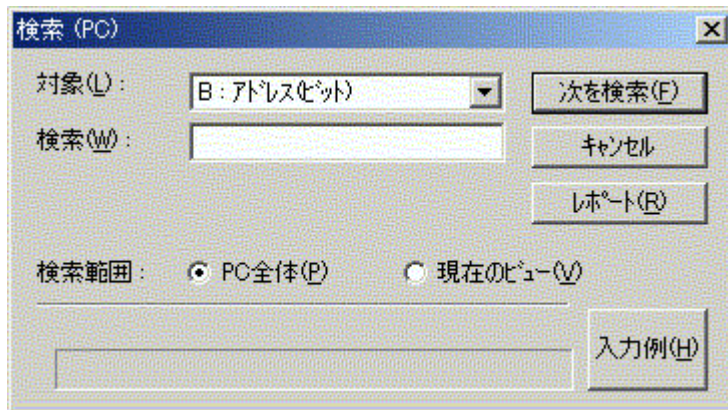 検索 (PC)
対象(L) :
B : アドレス(ビット)
次を検索(F)
検索(W) :
キャンセル
レポート(R)
検索範囲 :
PC全体(P)
現在のビュー(V)
入力例(H)